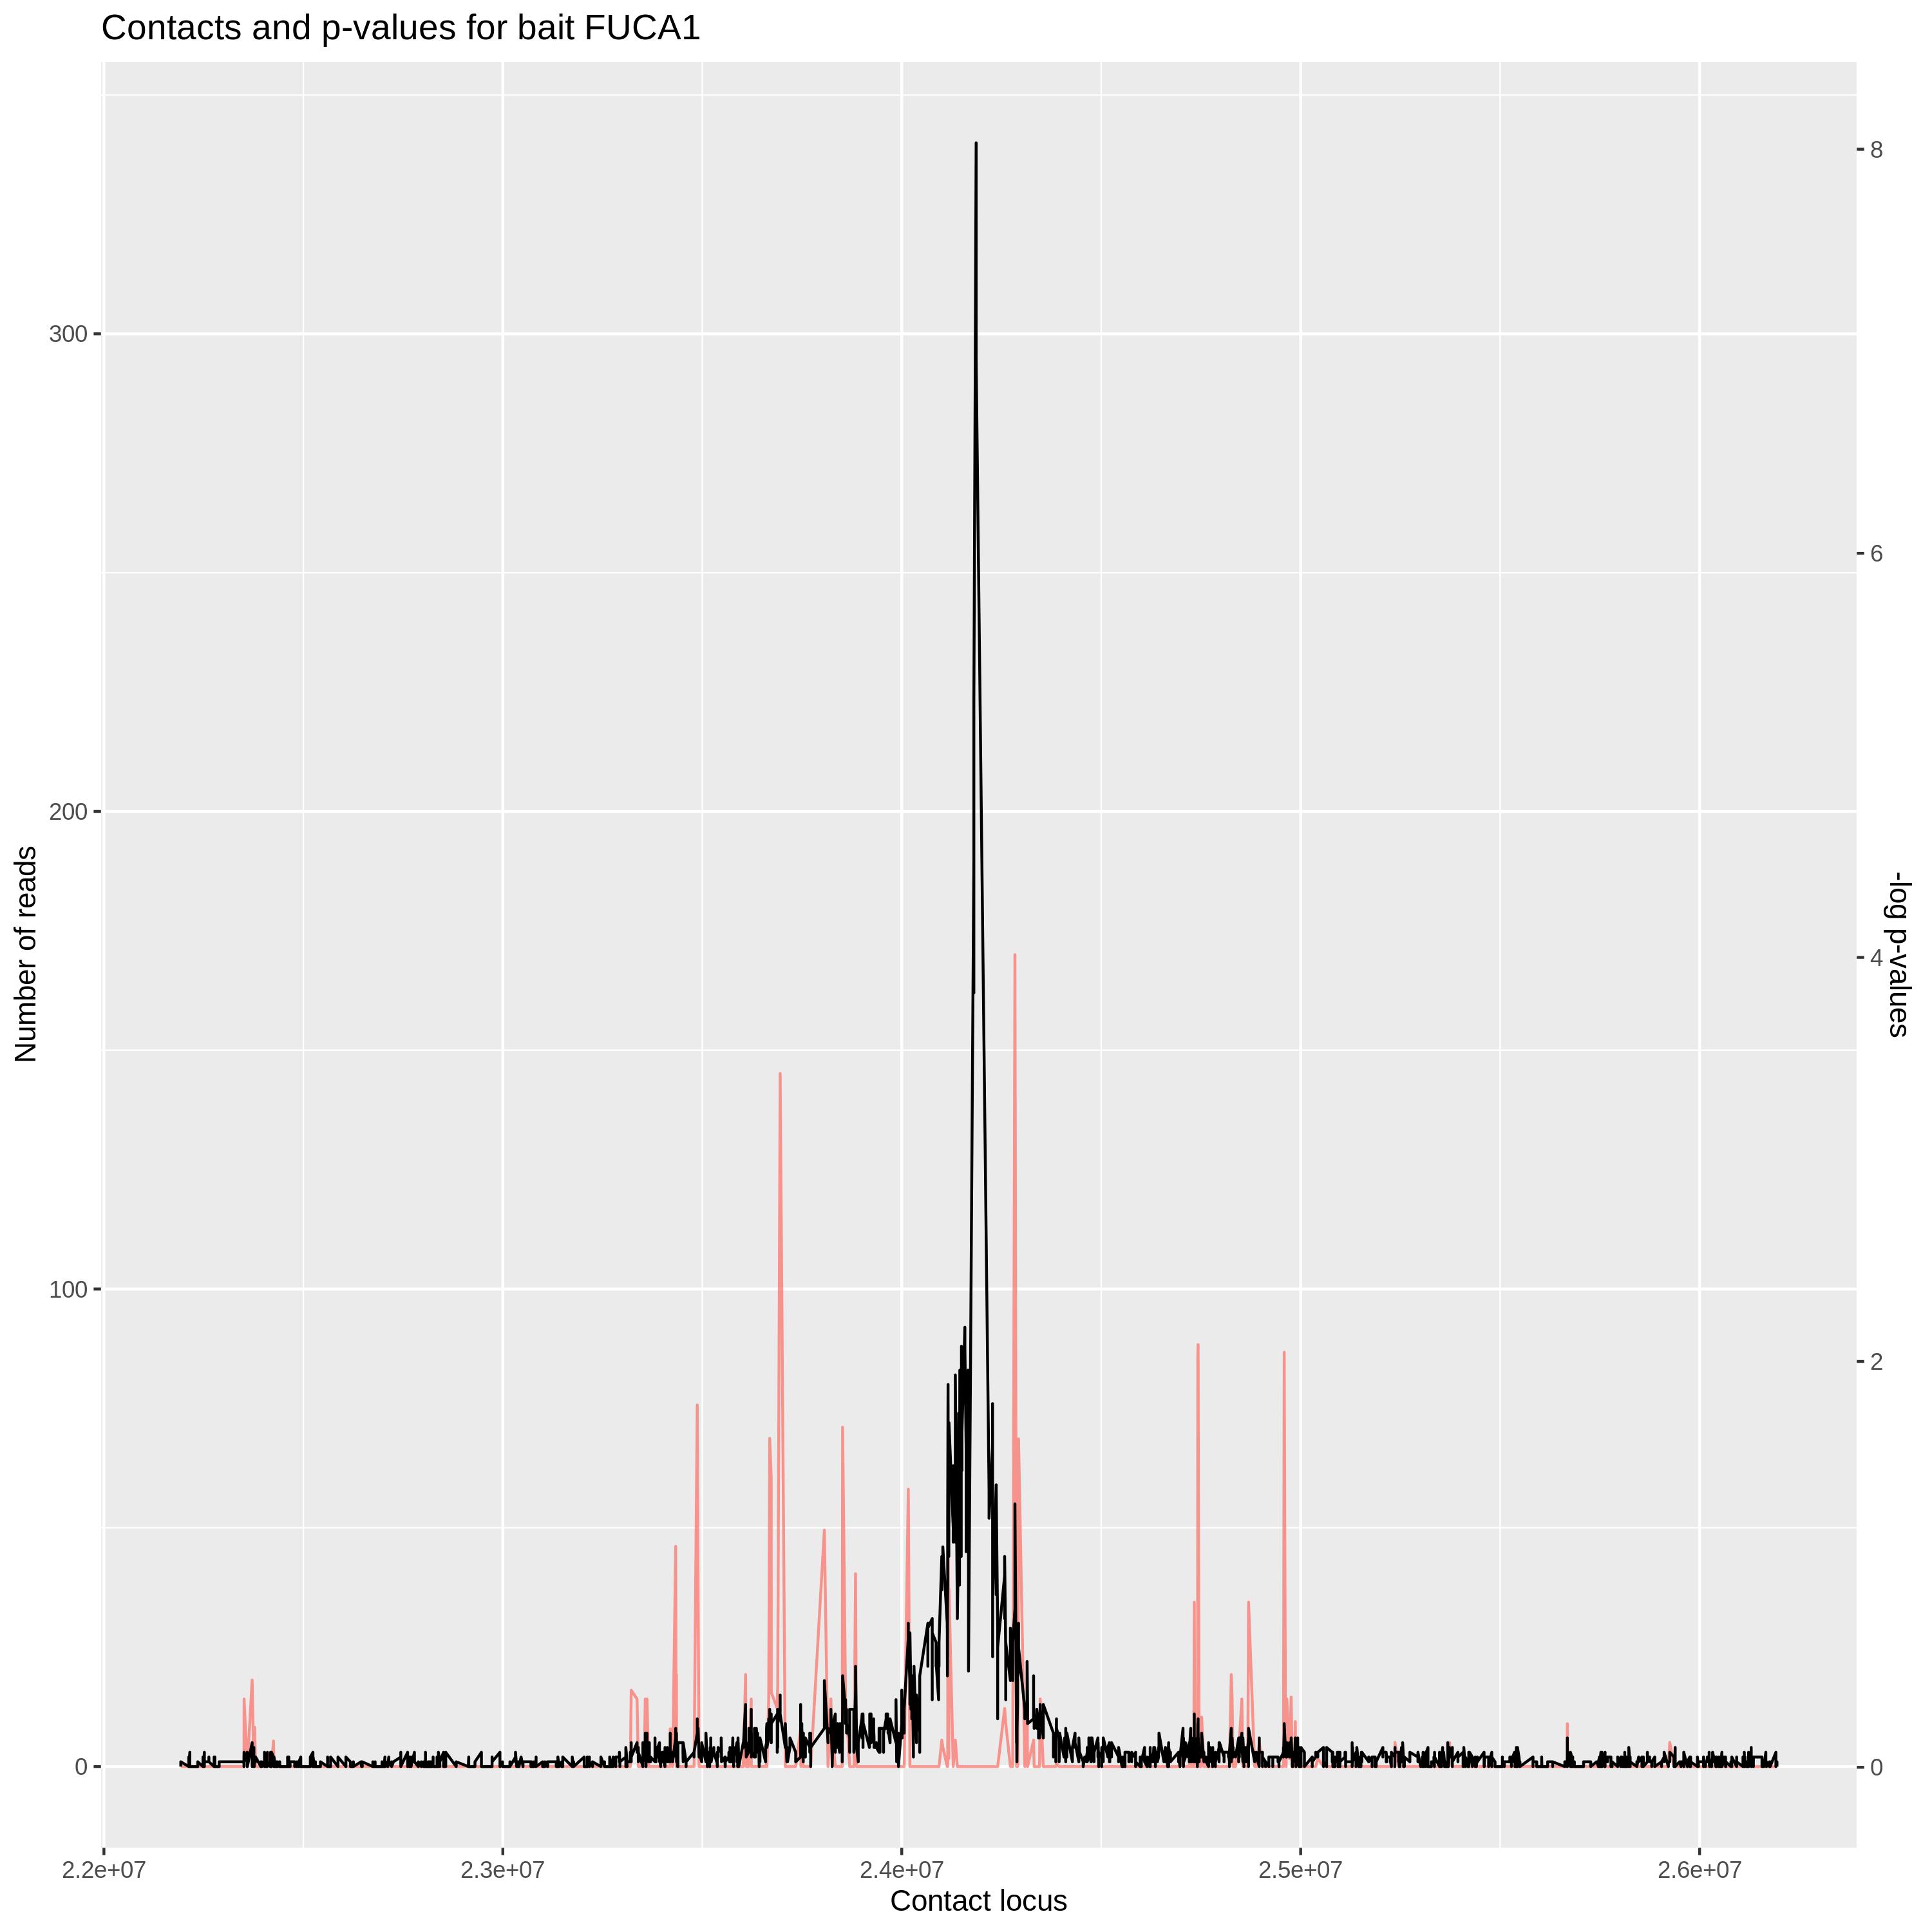 Contacts and p-values for bait FUCA1
300
200
100
0
Number of reads
8
6
4
2
0
-log p-values
2.2e+07
2.3e+07
2.4e+07
2.5e+07
2.6e+07
Contact locus